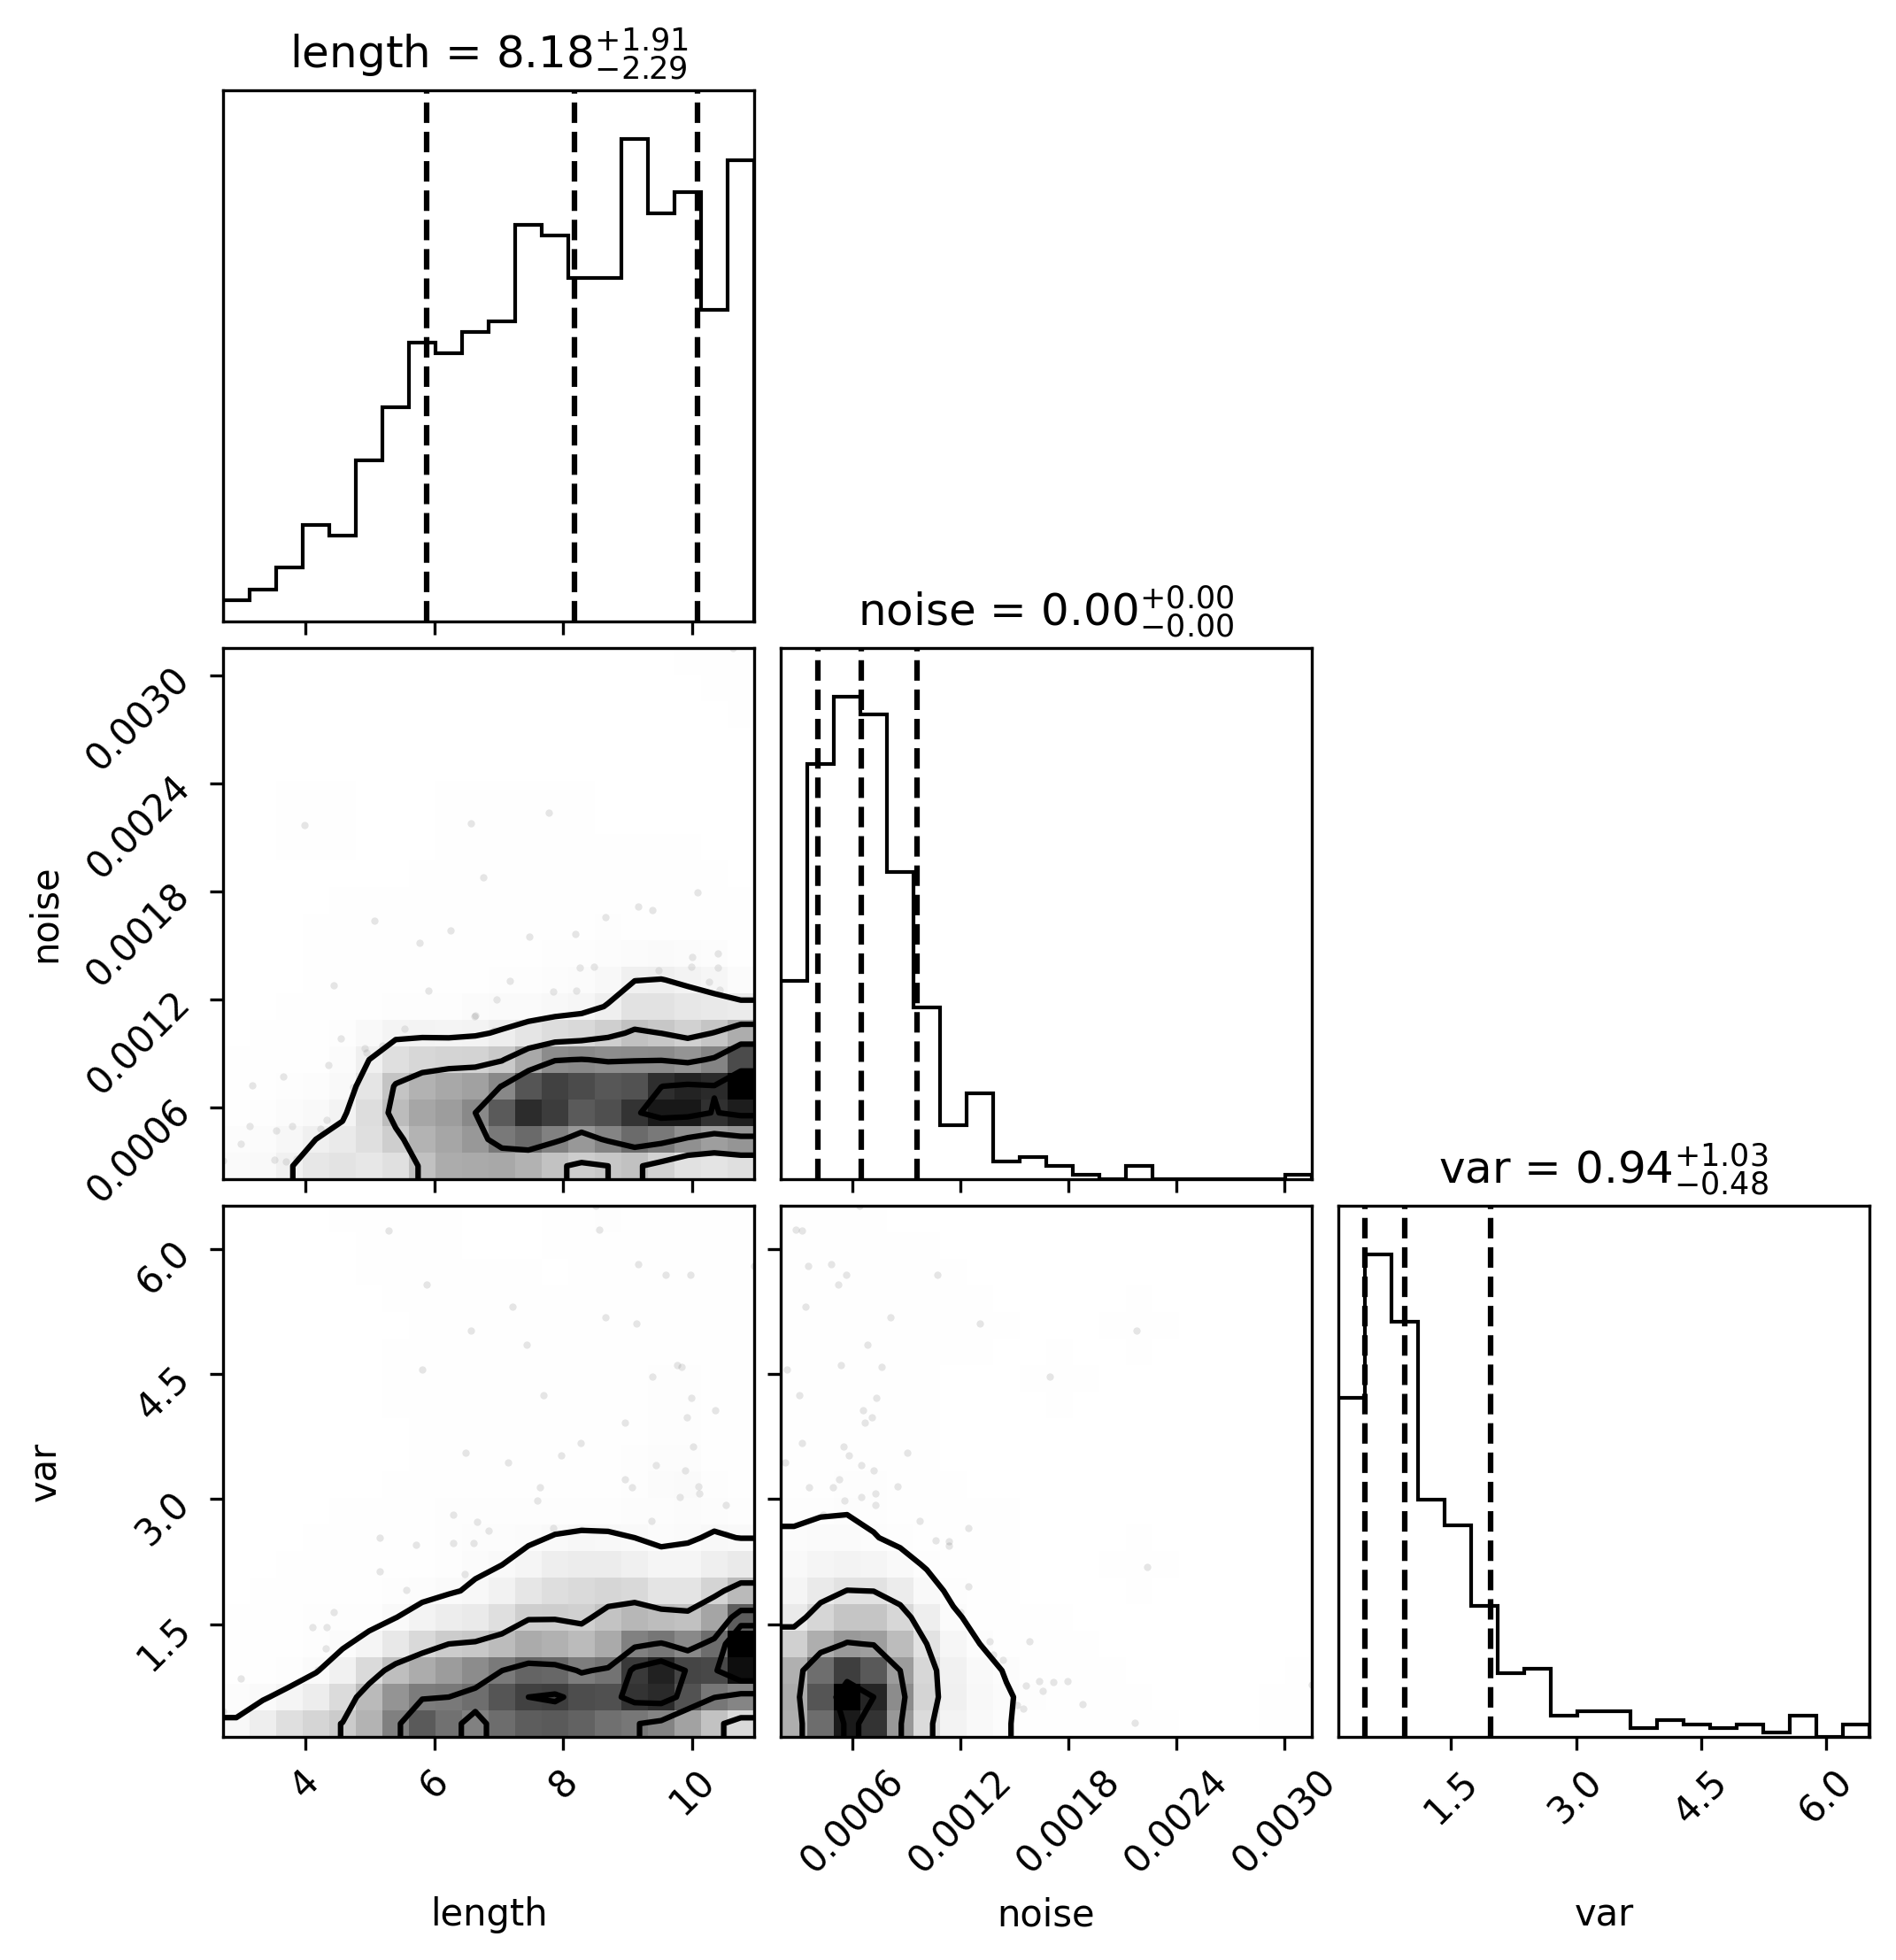 length = 8.18+1.91−2.29
noise = 0.00+0.00−0.00
0.0030
0.0024
0.0018
0.0012
0.0006
noise
var = 0.94+1.03−0.48
6.0
4.5
3.0
1.5
var
4 6 8 10
0.0006 0.0012 0.0018 0.0024 0.0030
1.5 3.0 4.5 6.0
length noise var